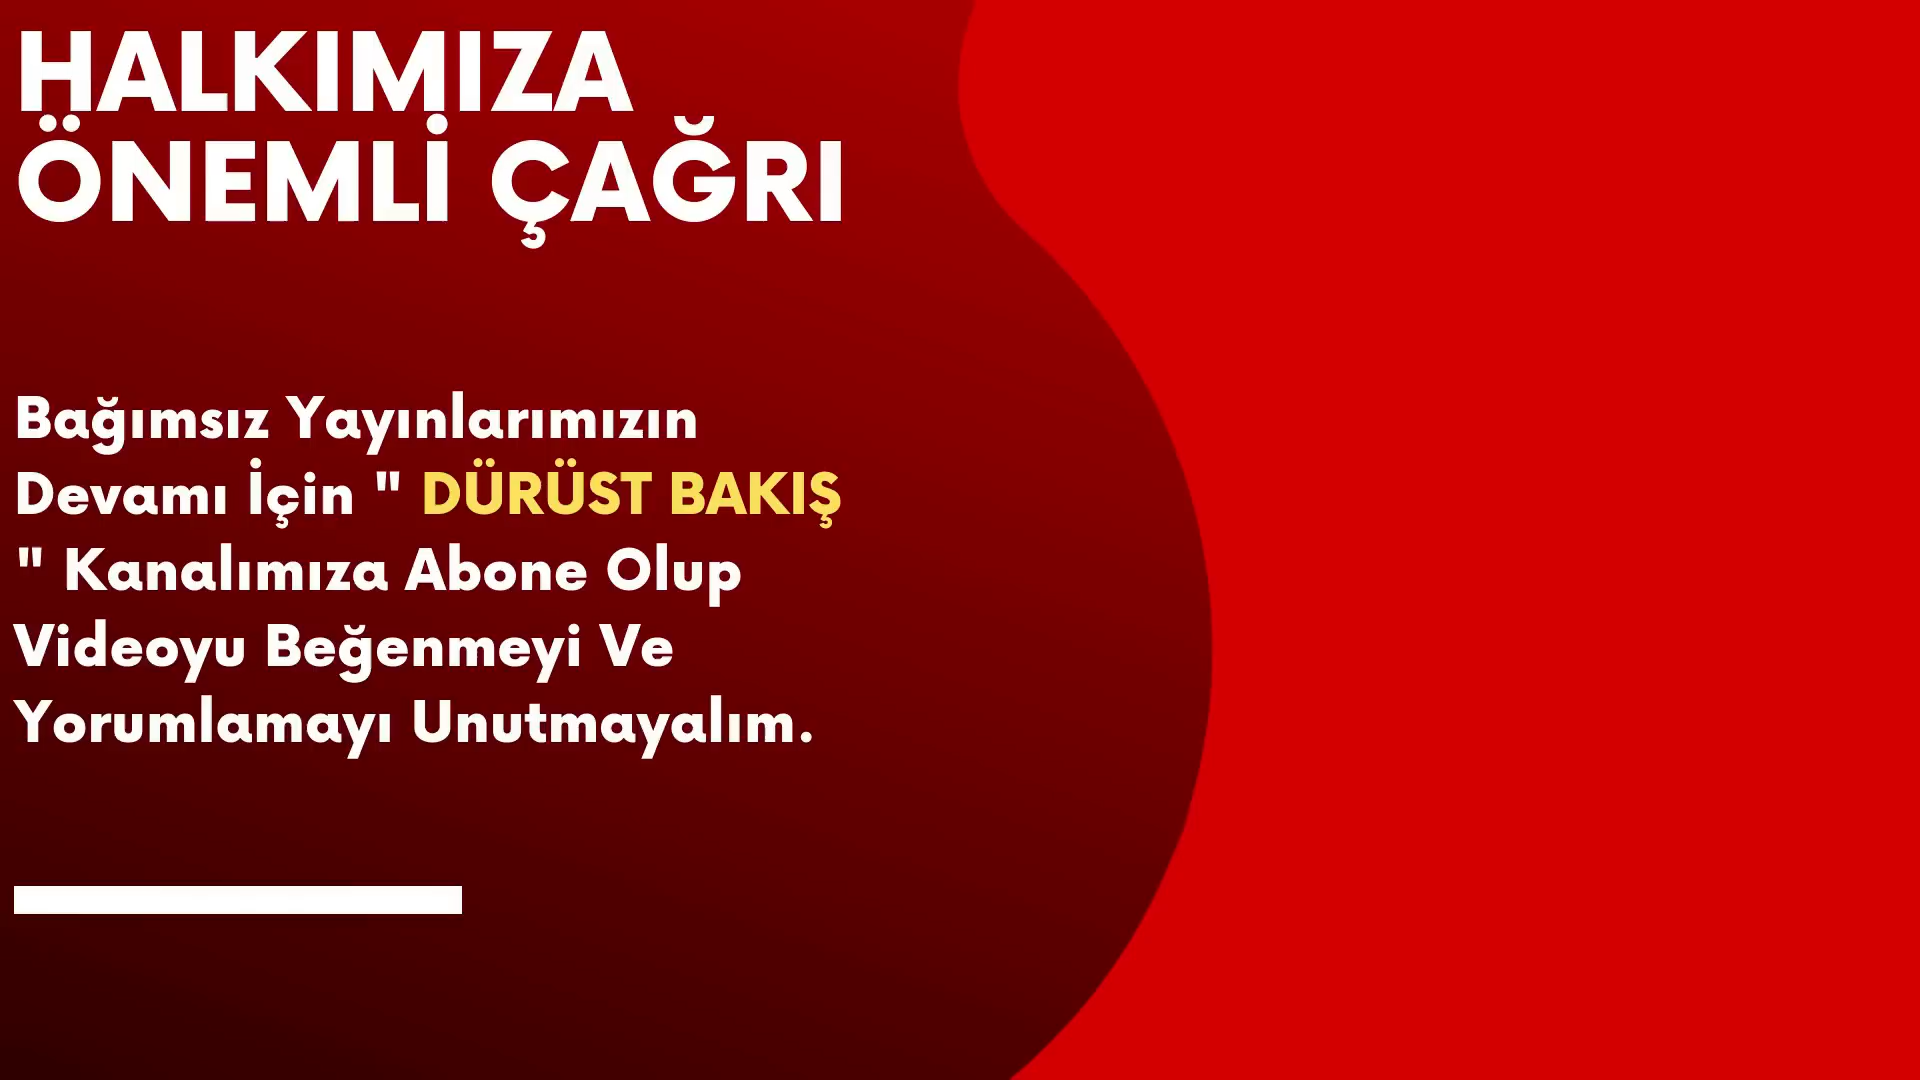 HALKIMIZA
ÖNEMLİ ÇAĞRI
Bağımsız Yayınlarımızın
Devamı İçin " DÜRÜST BAKIŞ
" Kanalımıza Abone Olup
Videoyu Beğenmeyi Ve
Yorumlamayı Unutmayalım.